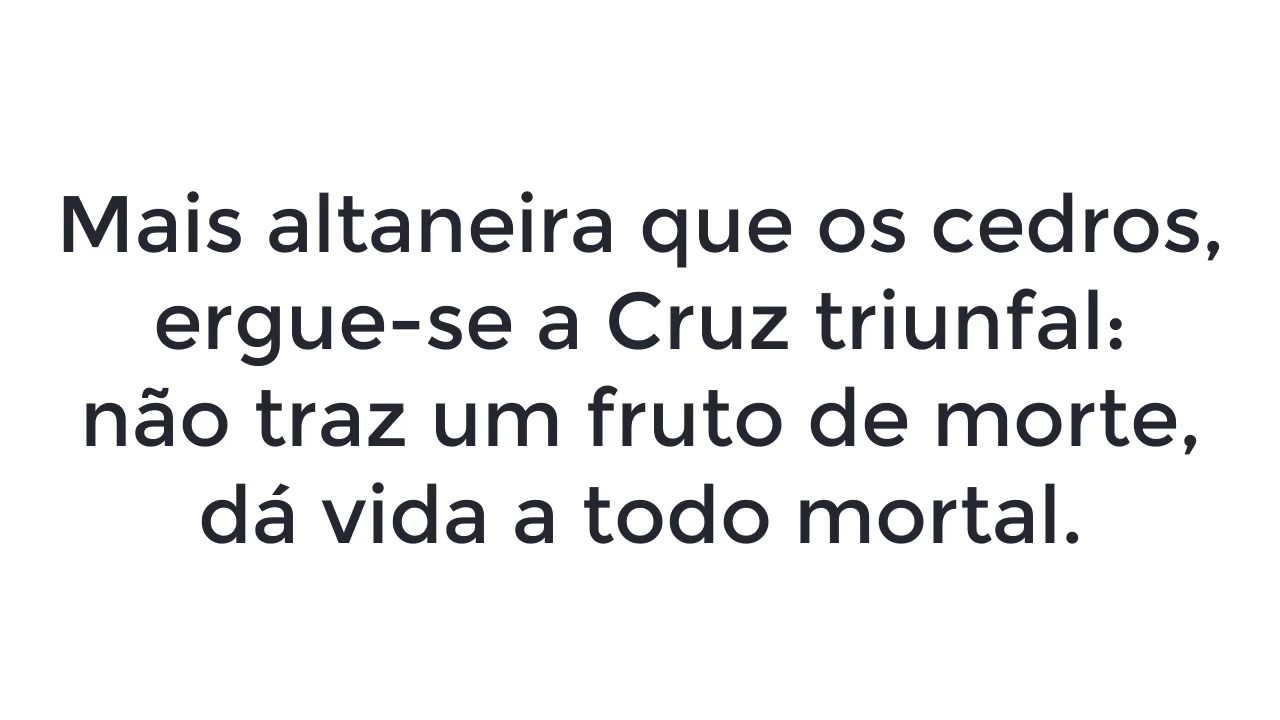 Mais altaneira que os cedros,
ergue-se a Cruz triunfal:
não traz um fruto de morte,
dá vida a todo mortal.